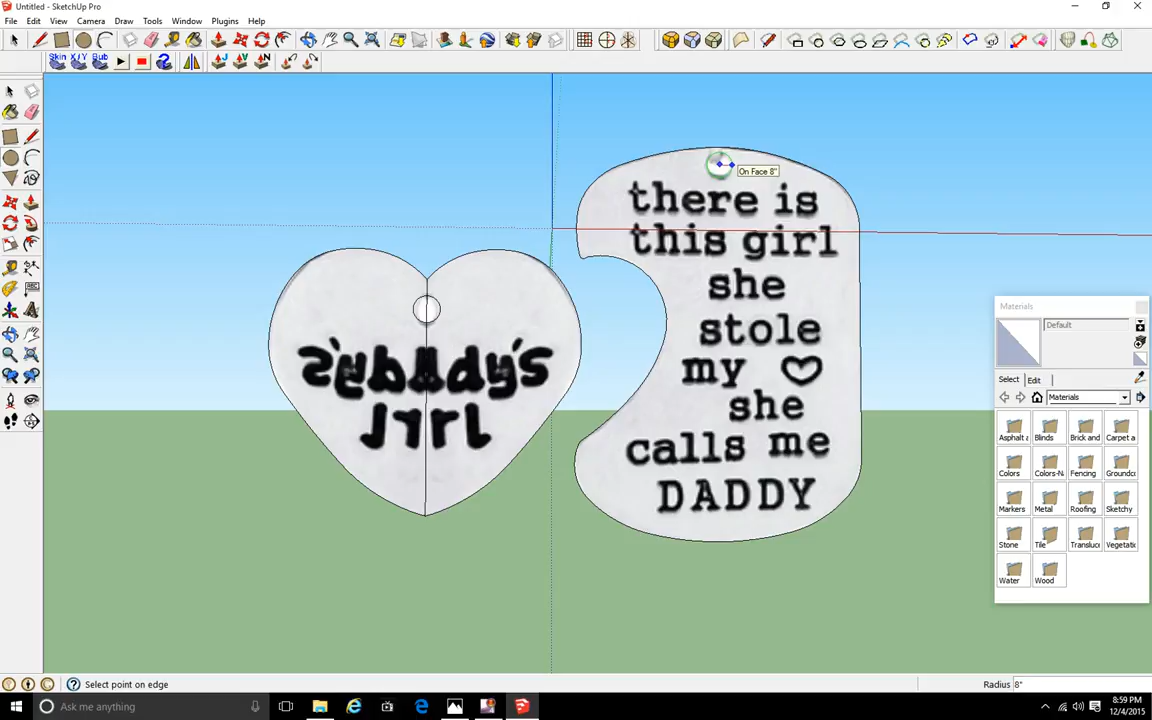 Untitled - SketchUp Pro
File Edit View Camera Draw Tools Window Plugins Help
Skin X/Y Bub
On Face 8"
there is
this girl
she
stole
my ♡
she
calls me
DADDY
Materials
Default
Select Edit
Materials
Asphalt a Blinds Brick and Carpet a
Colors Colors-N Fencing Groundc
Markers Metal Roofing Sketchy
Stone Tile Transluc Vegetati
Water Wood
Select point on edge
Radius 8"
Ask me anything
8:59 PM
12/4/2015